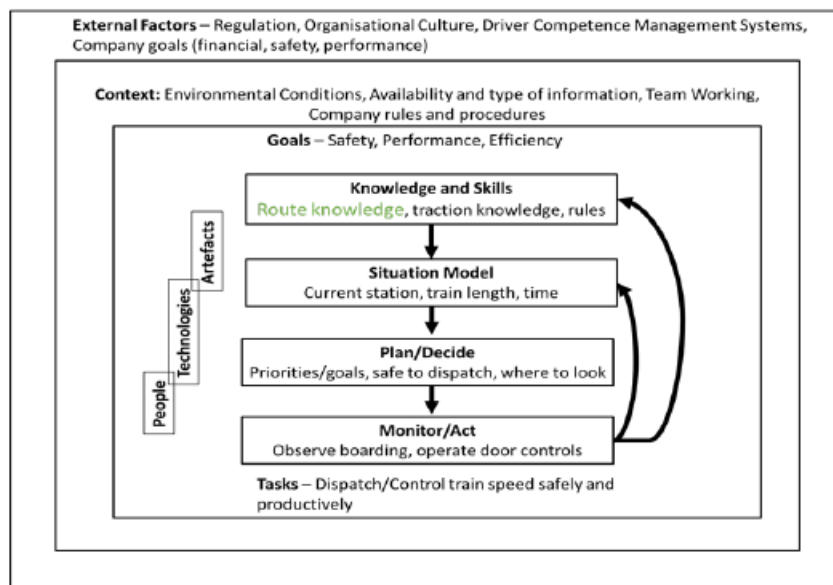 External Factors – Regulation, Organisational Culture, Driver Competence Management Systems,
Company goals (financial, safety, performance)
Context: Environmental Conditions, Availability and type of information, Team Working,
Company rules and procedures
Goals – Safety, Performance, Efficiency
Knowledge and Skills
Route knowledge, traction knowledge, rules
Artefacts
Situation Model
Current station, train length, time
Technologies
Plan/Decide
Priorities/goals, safe to dispatch, where to look
People
Monitor/Act
Observe boarding, operate door controls
Tasks – Dispatch/Control train speed safely and
productively